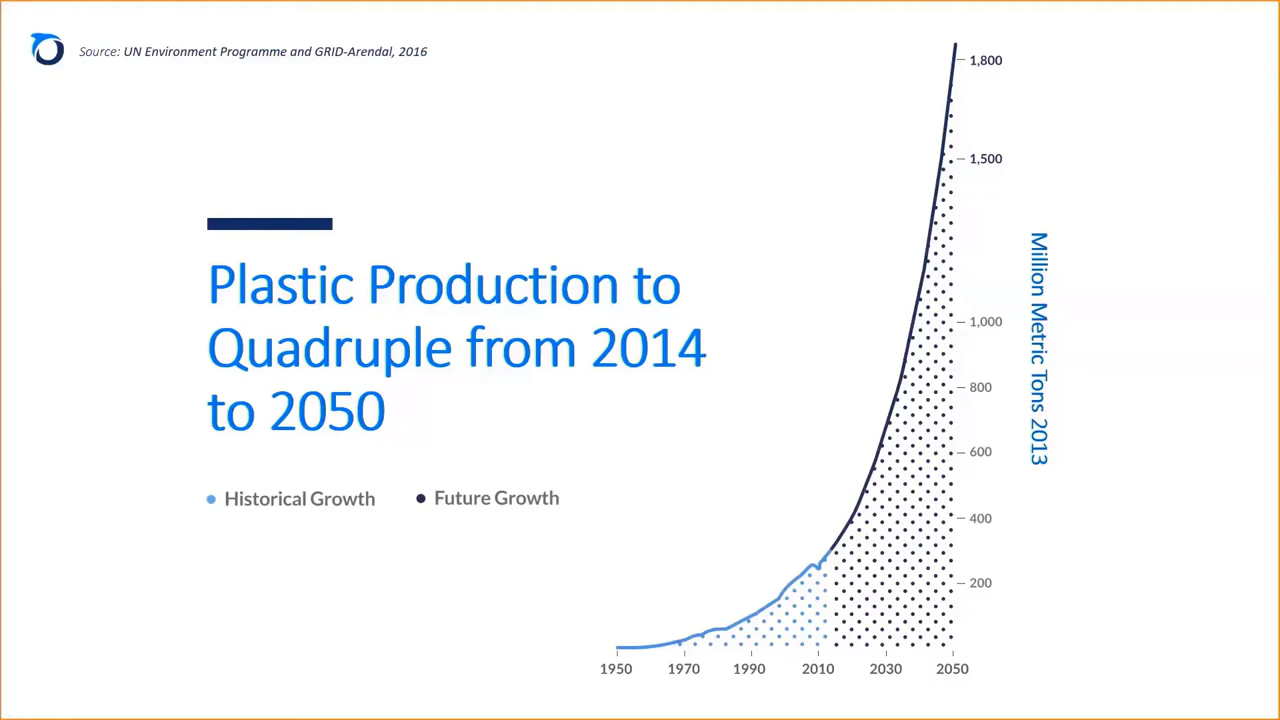 Source: UN Environment Programme and GRID-Arendal, 2016
Plastic Production to
Quadruple from 2014
to 2050
Historical Growth
Future Growth
1,800
1,500
1,000
800
600
400
200
Million Metric Tons 2013
1950 1970 1990 2010 2030 2050